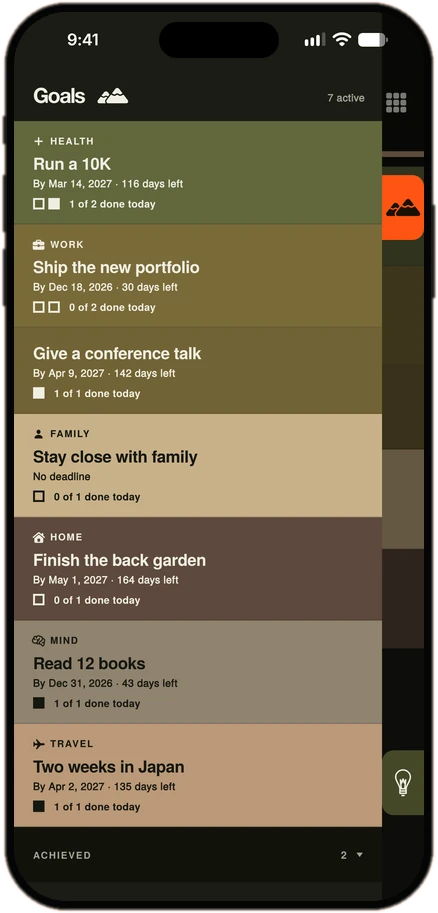 9:41
Goals
7 active
HEALTH
Run a 10K
By Mar 14, 2027 · 116 days left
1 of 2 done today
WORK
Ship the new portfolio
By Dec 18, 2026 · 30 days left
0 of 2 done today
Give a conference talk
By Apr 9, 2027 · 142 days left
1 of 1 done today
FAMILY
Stay close with family
No deadline
0 of 1 done today
HOME
Finish the back garden
By May 1, 2027 · 164 days left
0 of 1 done today
MIND
Read 12 books
By Dec 31, 2026 · 43 days left
1 of 1 done today
TRAVEL
Two weeks in Japan
By Apr 2, 2027 · 135 days left
1 of 1 done today
ACHIEVED 2